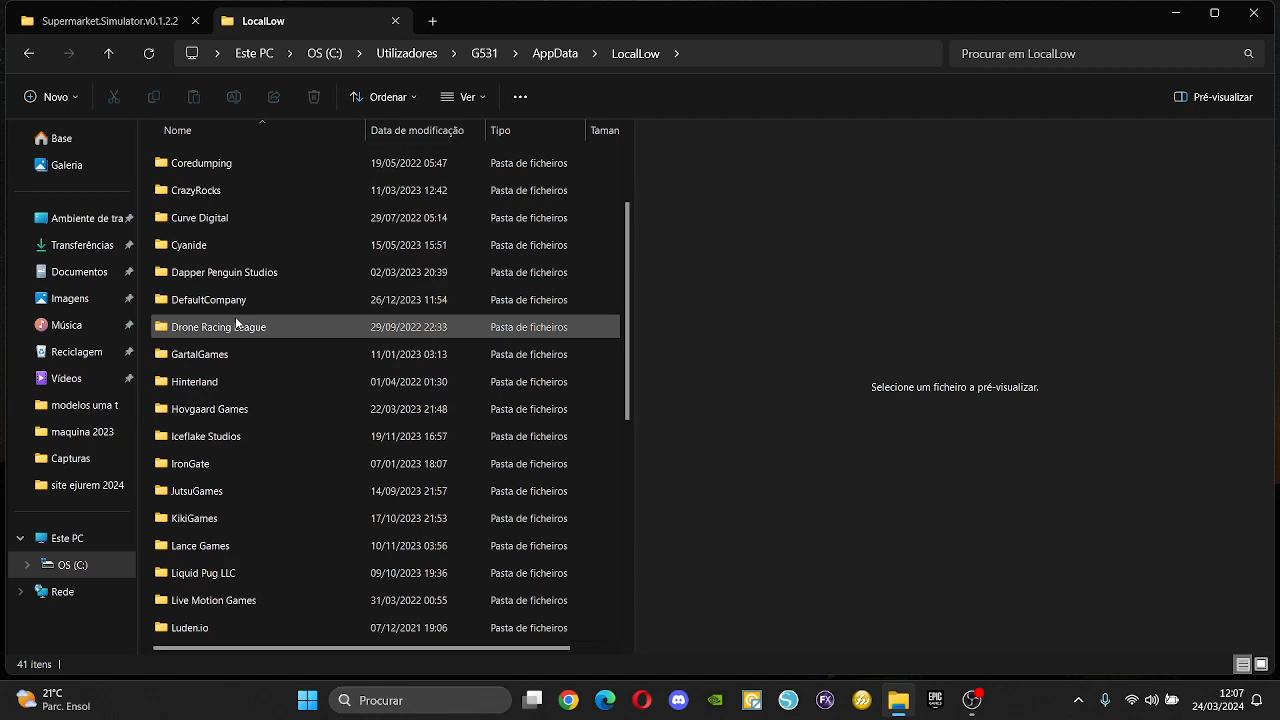 Supermarket.Simulator.v0.1.2.2
LocalLow
Este PC > OS (C:) > Utilizadores > G531 > AppData > LocalLow >
Procurar em LocalLow
Novo
Ordenar
Ver
Pré-visualizar
Base
Galeria
Ambiente de tra
Transferências
Documentos
Imagens
Música
Reciclagem
Vídeos
modelos uma t
maquina 2023
Capturas
site ejurem 2024
Este PC
OS (C:)
Rede
Nome Data de modificação Tipo Taman
Coredumping 19/05/2022 05:47 Pasta de ficheiros
CrazyRocks 11/03/2023 12:42 Pasta de ficheiros
Curve Digital 29/07/2022 05:14 Pasta de ficheiros
Cyanide 15/05/2023 15:51 Pasta de ficheiros
Dapper Penguin Studios 02/03/2023 20:39 Pasta de ficheiros
DefaultCompany 26/12/2023 11:54 Pasta de ficheiros
Drone Racing League 29/09/2022 22:33 Pasta de ficheiros
GartalGames 11/01/2023 03:13 Pasta de ficheiros
Hinterland 01/04/2022 01:30 Pasta de ficheiros
Hovgaard Games 22/03/2023 21:48 Pasta de ficheiros
Iceflake Studios 19/11/2023 16:57 Pasta de ficheiros
IronGate 07/01/2023 18:07 Pasta de ficheiros
JutsuGames 14/09/2023 21:57 Pasta de ficheiros
KikiGames 17/10/2023 21:53 Pasta de ficheiros
Lance Games 10/11/2023 03:56 Pasta de ficheiros
Liquid Pug LLC 09/10/2023 19:36 Pasta de ficheiros
Live Motion Games 31/03/2022 00:55 Pasta de ficheiros
Luden.io 07/12/2021 19:06 Pasta de ficheiros
Selecione um ficheiro a pré-visualizar.
41 itens
21°C
Parc. Ensol
Procurar
FX
EPIC GAMES
12:07
24/03/2024